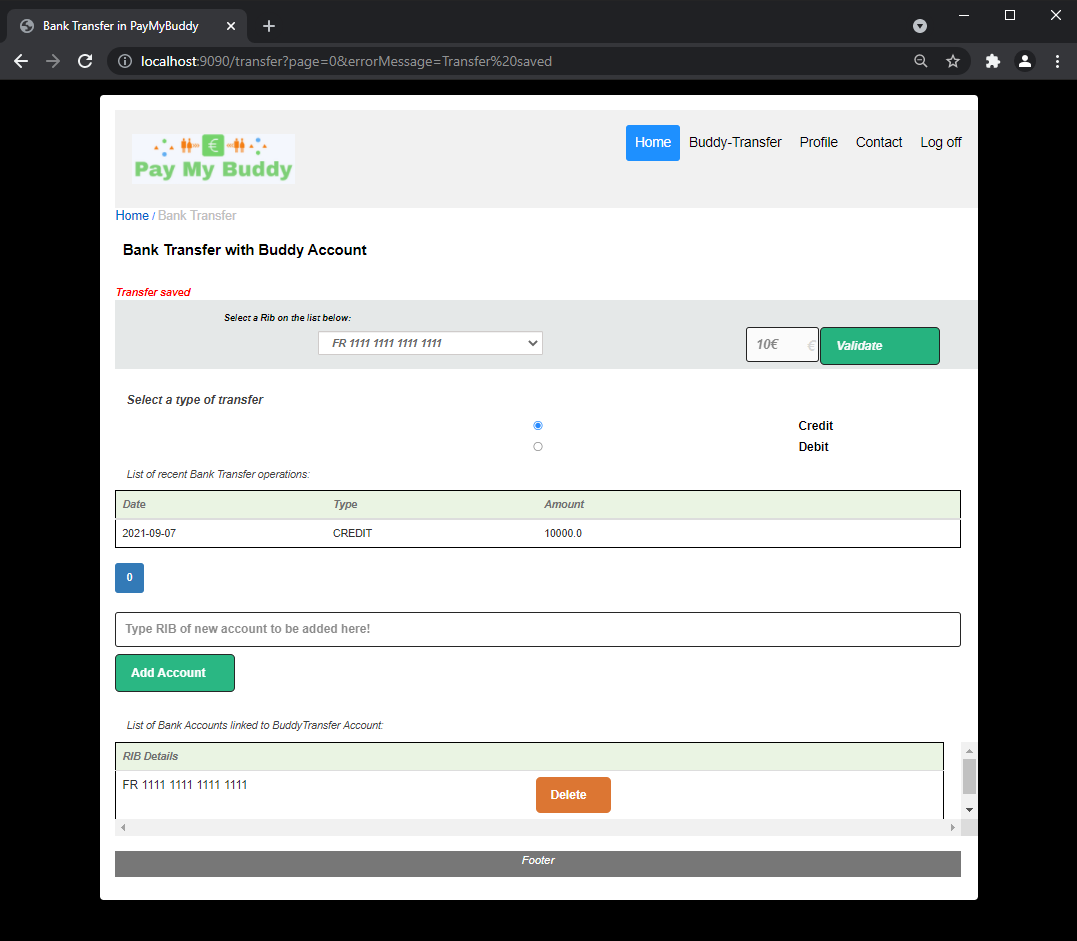 Bank Transfer in PayMyBuddy
localhost:9090/transfer?page=0&errorMessage=Transfer%20saved
€
Pay My Buddy
Home Buddy-Transfer Profile Contact Log off
Home / Bank Transfer
Bank Transfer with Buddy Account
Transfer saved
Select a Rib on the list below:
FR 1111 1111 1111 1111
10€ €
Validate
Select a type of transfer
Credit
Debit
List of recent Bank Transfer operations:
Date Type Amount
2021-09-07 CREDIT 10000.0
0
Type RIB of new account to be added here!
Add Account
List of Bank Accounts linked to BuddyTransfer Account:
RIB Details
FR 1111 1111 1111 1111 Delete
Footer